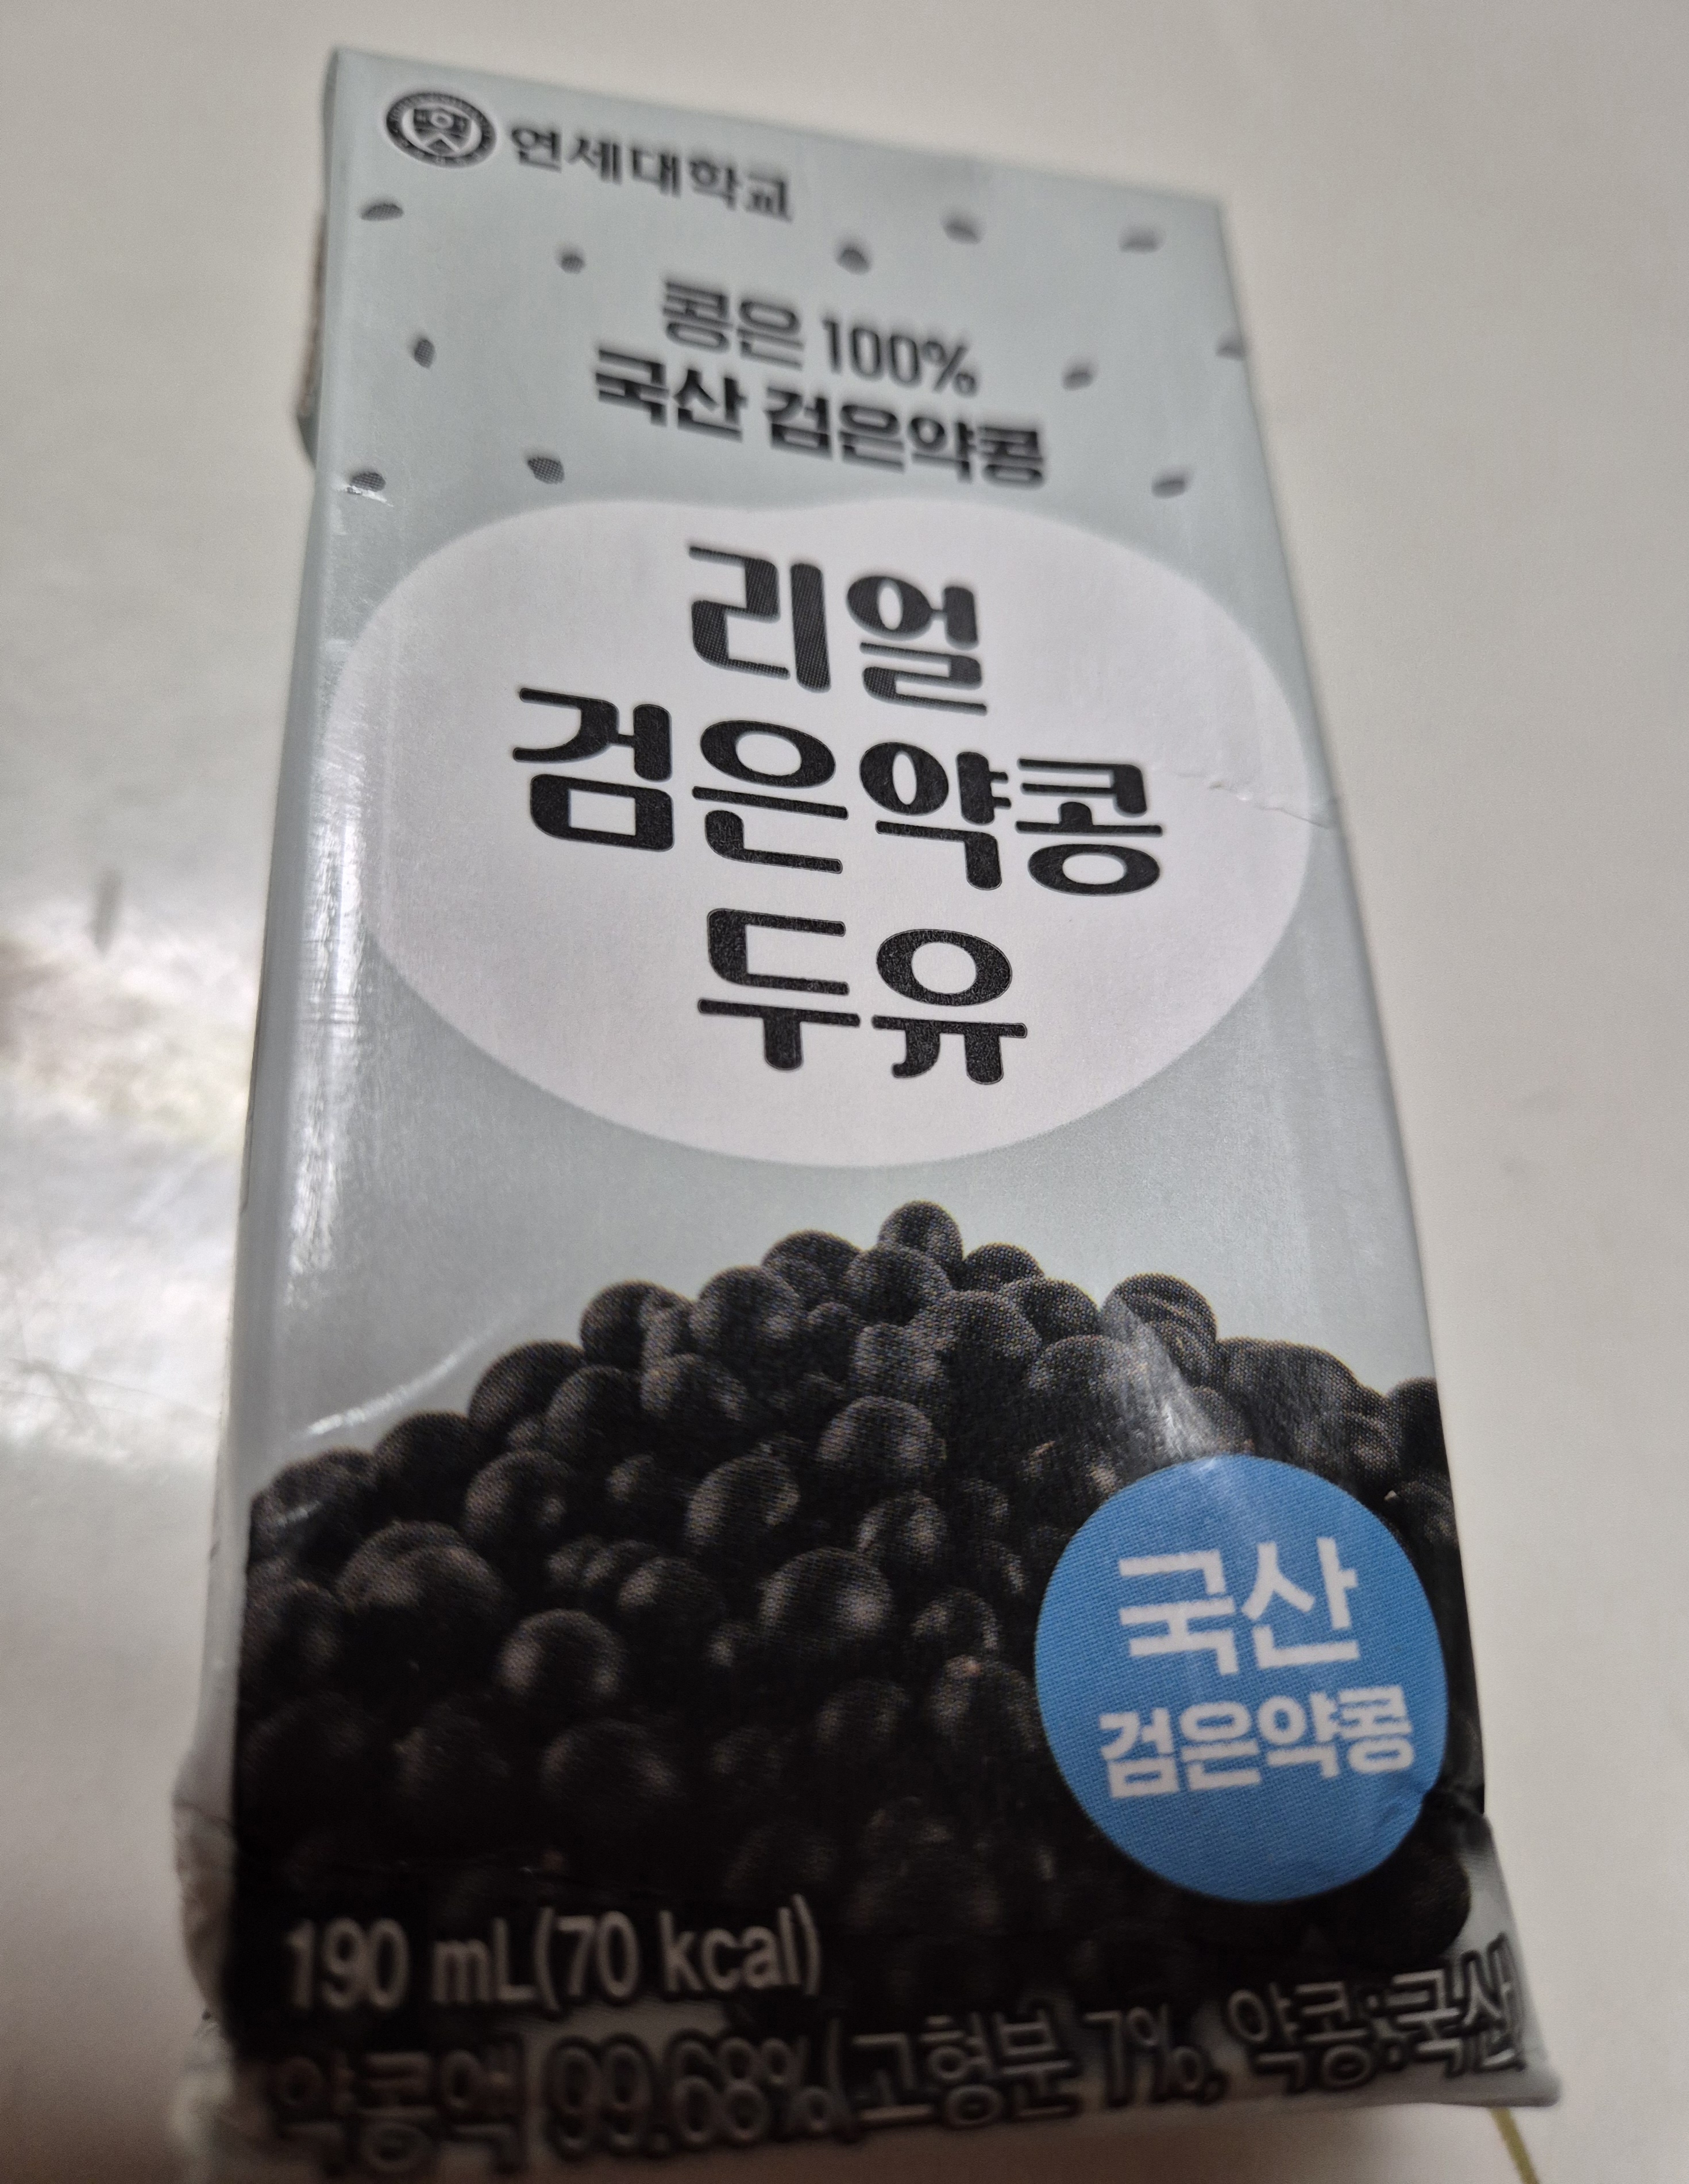 연세대학교
콩은 100%
국산 검은약콩
리얼
검은약콩
두유
국산
검은약콩
190 mL(70 kcal)
약콩액 99.68%(고형분 7%, 약콩:국산